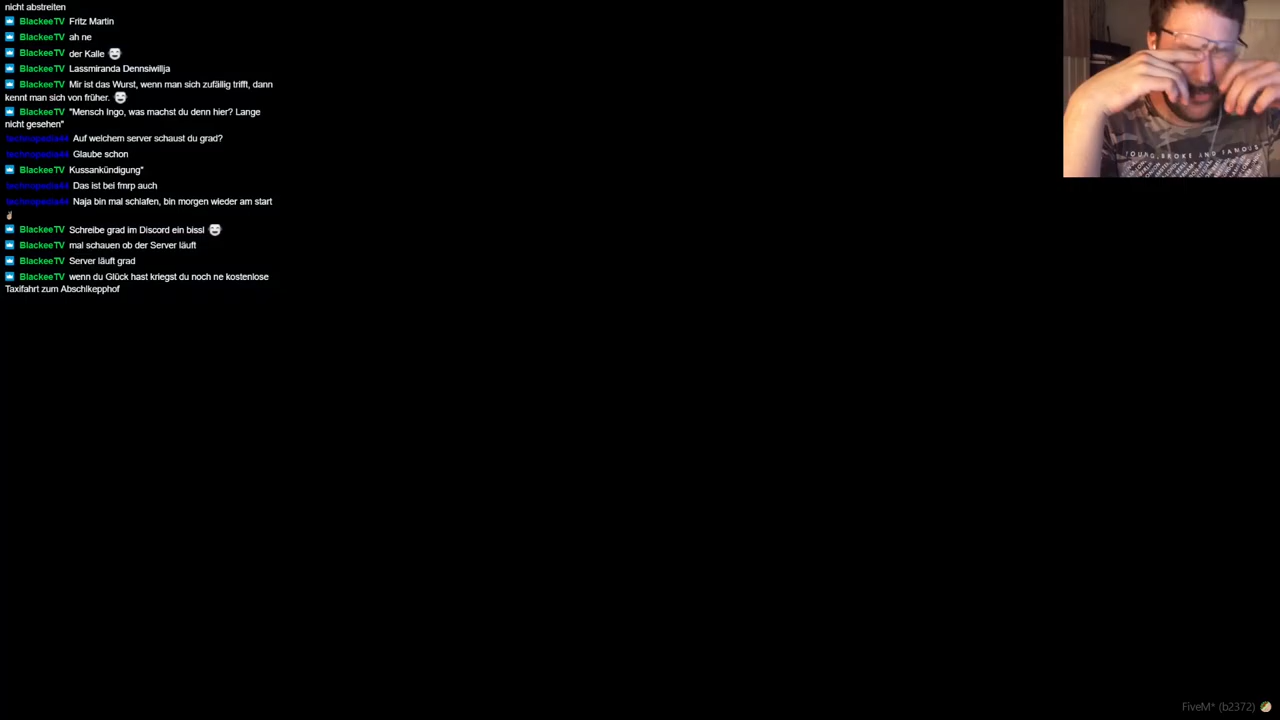 nicht abstreiten
BlackeeTV Fritz Martin
BlackeeTV ah ne
BlackeeTV der Kalle
BlackeeTV Lassmiranda Dennsiwillja
BlackeeTV Mir ist das Wurst, wenn man sich zufällig trifft, dann
kennt man sich von früher.
BlackeeTV "Mensch Ingo, was machst du denn hier? Lange
nicht gesehen"
technopedia44 Auf welchem server schaust du grad?
technopedia44 Glaube schon
BlackeeTV Kussankündigung"
technopedia44 Das ist bei fmrp auch
technopedia44 Naja bin mal schlafen, bin morgen wieder am start
BlackeeTV Schreibe grad im Discord ein bissl
BlackeeTV mal schauen ob der Server läuft
BlackeeTV Server läuft grad
BlackeeTV wenn du Glück hast kriegst du noch ne kostenlose
Taxifahrt zum Abschlkepphof
YOUNG, BROKE AND FAMOUS
FiveM* (b2372)